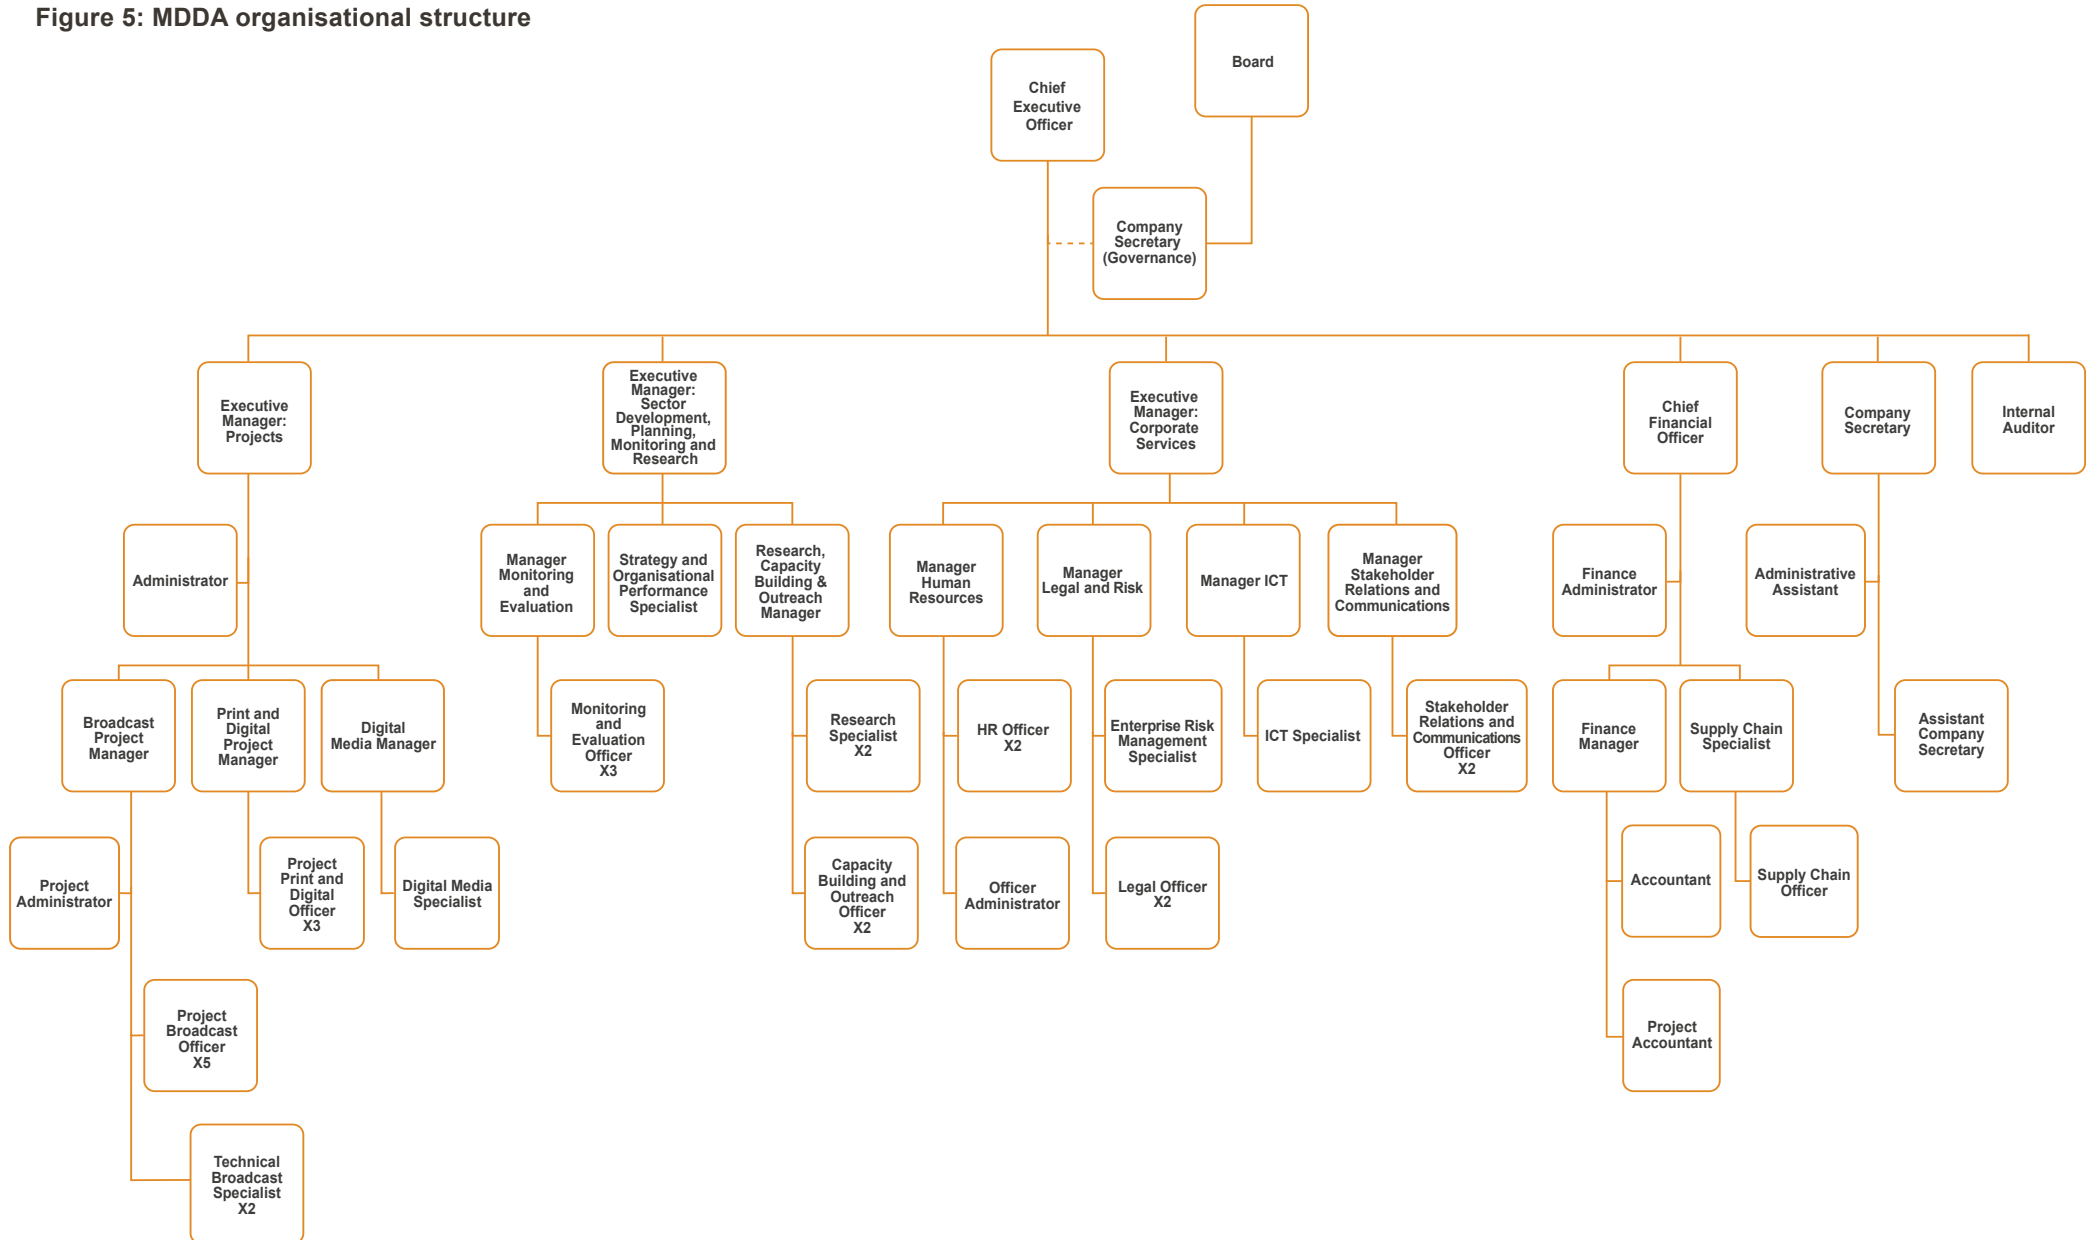 Figure 5: MDDA organisational structure
Board
Chief
Executive
Officer
Company
Secretary
(Governance)
Executive
Manager:
Projects
Executive
Manager:
Sector
Development,
Planning,
Monitoring and
Research
Executive
Manager:
Corporate
Services
Chief
Financial
Officer
Company
Secretary
Internal
Auditor
Administrator
Manager
Monitoring
and
Evaluation
Strategy and
Organisational
Performance
Specialist
Research,
Capacity
Building &
Outreach
Manager
Manager
Human
Resources
Manager
Legal and Risk
Manager ICT
Manager
Stakeholder
Relations and
Communications
Finance
Administrator
Administrative
Assistant
Broadcast
Project
Manager
Print and
Digital
Project
Manager
Digital
Media Manager
Monitoring
and
Evaluation
Officer
X3
Research
Specialist
X2
HR Officer
X2
Enterprise Risk
Management
Specialist
ICT Specialist
Stakeholder
Relations and
Communications
Officer
X2
Finance
Manager
Supply Chain
Specialist
Assistant
Company
Secretary
Project
Administrator
Project
Print and
Digital
Officer
X3
Digital Media
Specialist
Capacity
Building and
Outreach
Officer
X2
Officer
Administrator
Legal Officer
X2
Accountant
Supply Chain
Officer
Project
Broadcast
Officer
X5
Project
Accountant
Technical
Broadcast
Specialist
X2